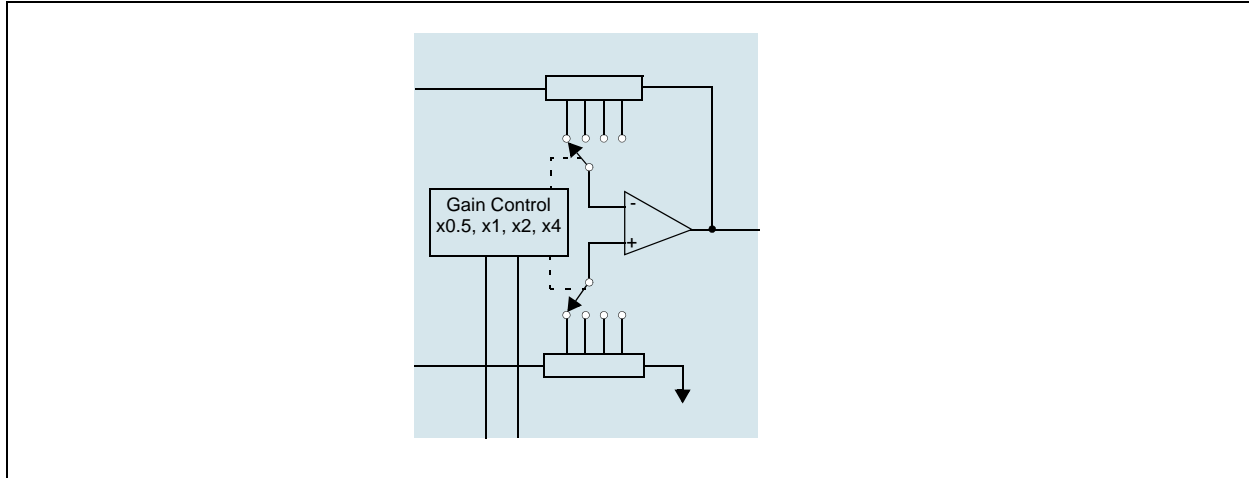 Gain Control
x0.5, x1, x2, x4
-
+